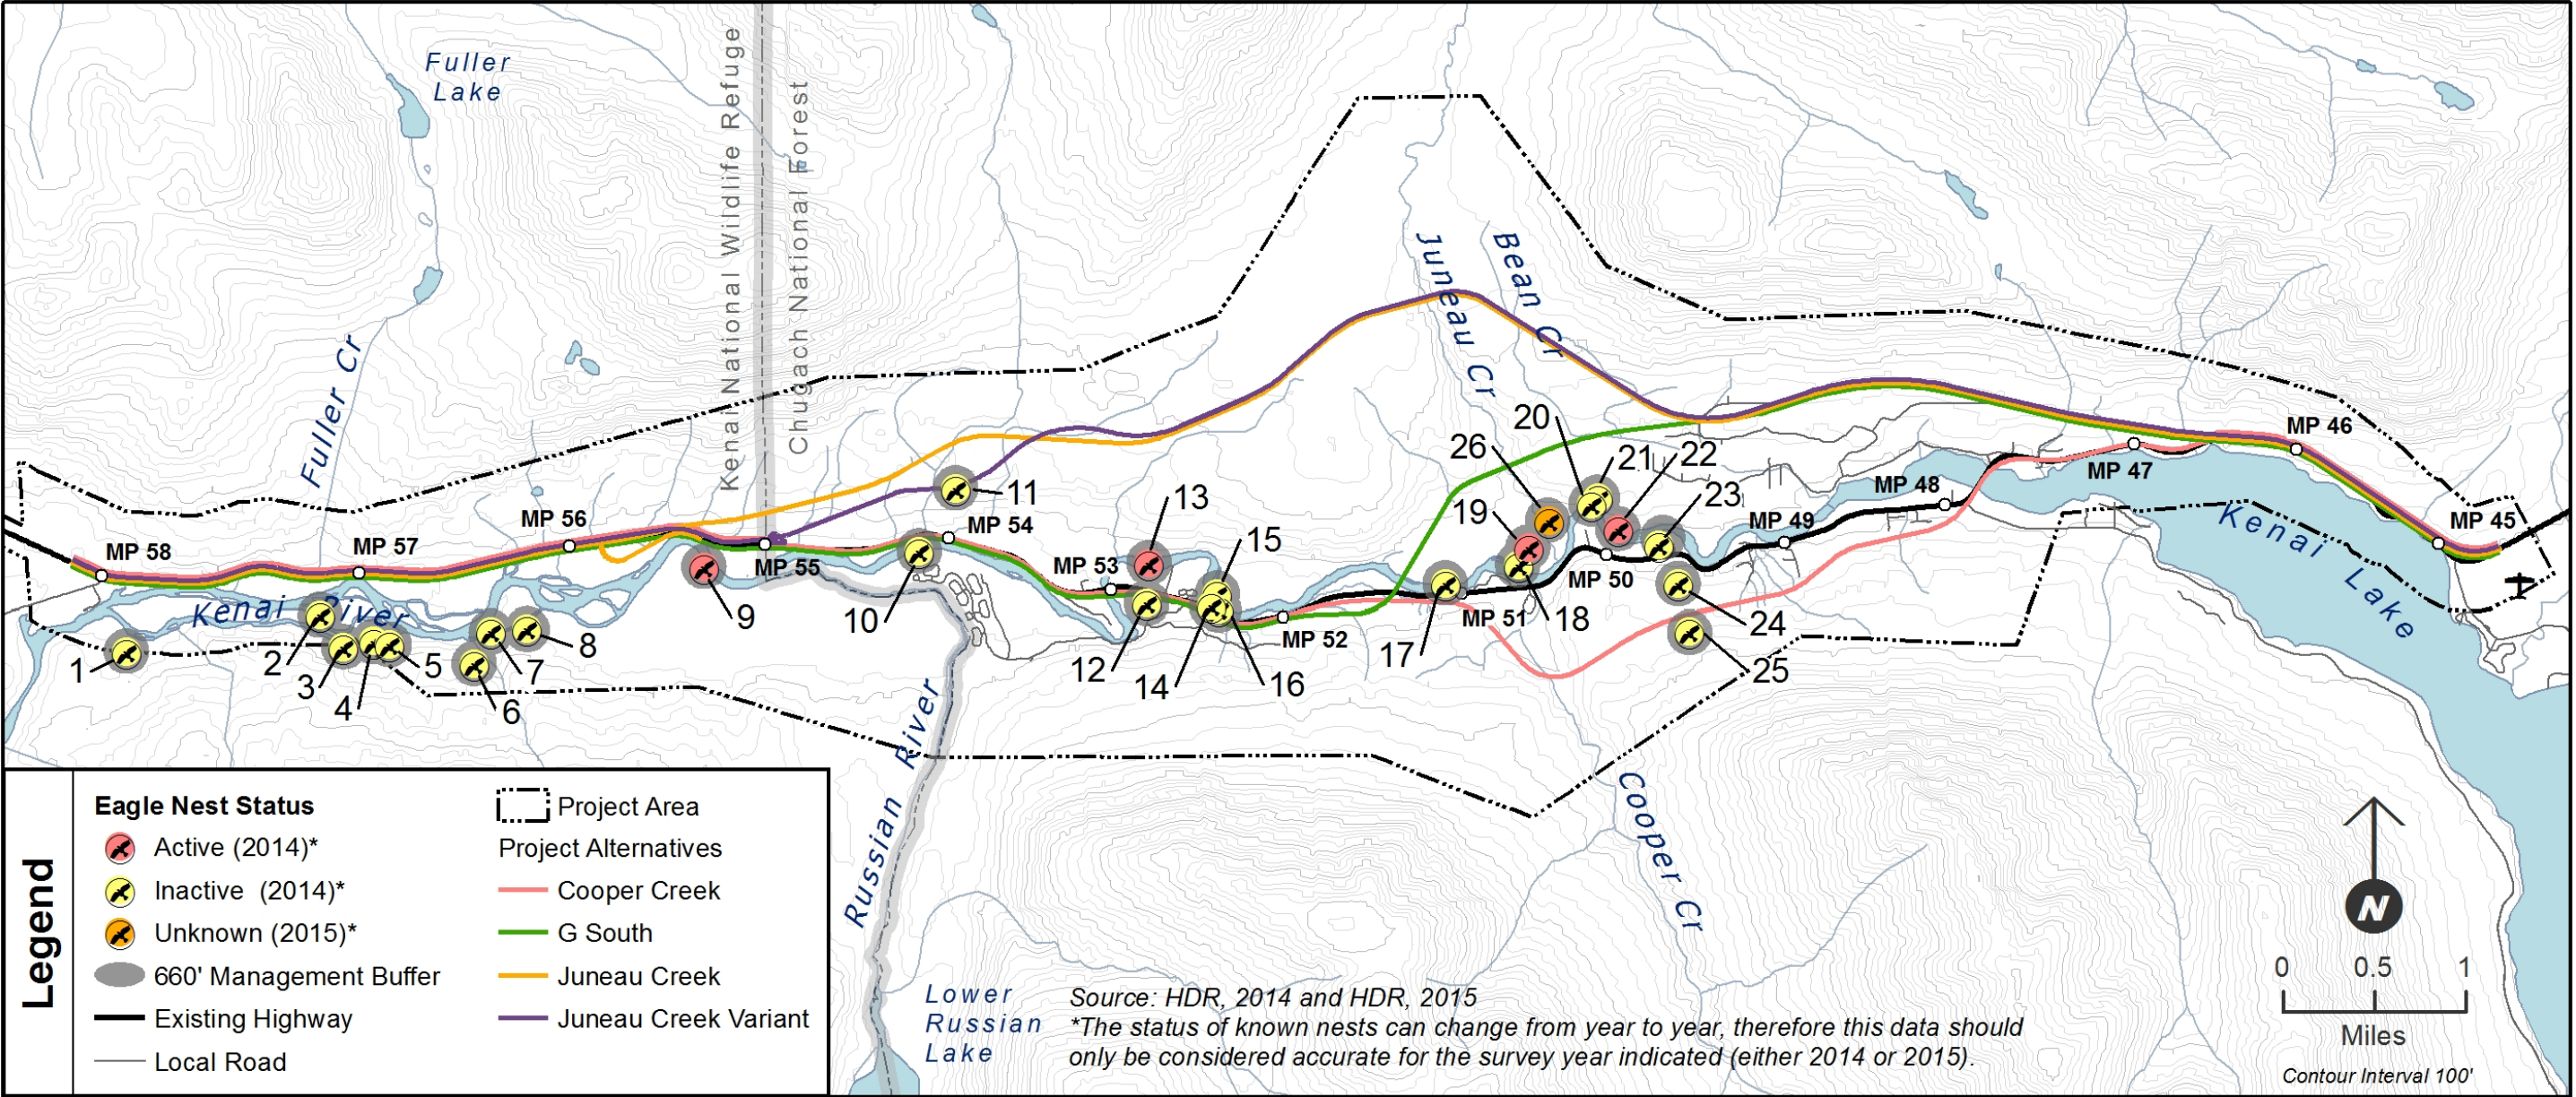 Fuller
Lake
Kenai National Wildlife Refuge
Chugach National Forest
Fuller Cr
Juneau Cr
Bean Cr
MP 58
MP 57
MP 56
MP 55
MP 54
MP 53
MP 52
MP 51
MP 50
MP 49
MP 48
MP 47
MP 46
MP 45
Kenai River
Kenai Lake
Russian River
Cooper Cr
1
2
3
4
5
6
7
8
9
10
11
12
13
14
15
16
17
18
19
20
21
22
23
24
25
26
Lower
Russian
Lake
Legend
Eagle Nest Status
Active (2014)*
Inactive (2014)*
Unknown (2015)*
660' Management Buffer
Existing Highway
Local Road
Project Area
Project Alternatives
Cooper Creek
G South
Juneau Creek
Juneau Creek Variant
Source: HDR, 2014 and HDR, 2015
*The status of known nests can change from year to year, therefore this data should
only be considered accurate for the survey year indicated (either 2014 or 2015).
N
0 0.5 1
Miles
Contour Interval 100'